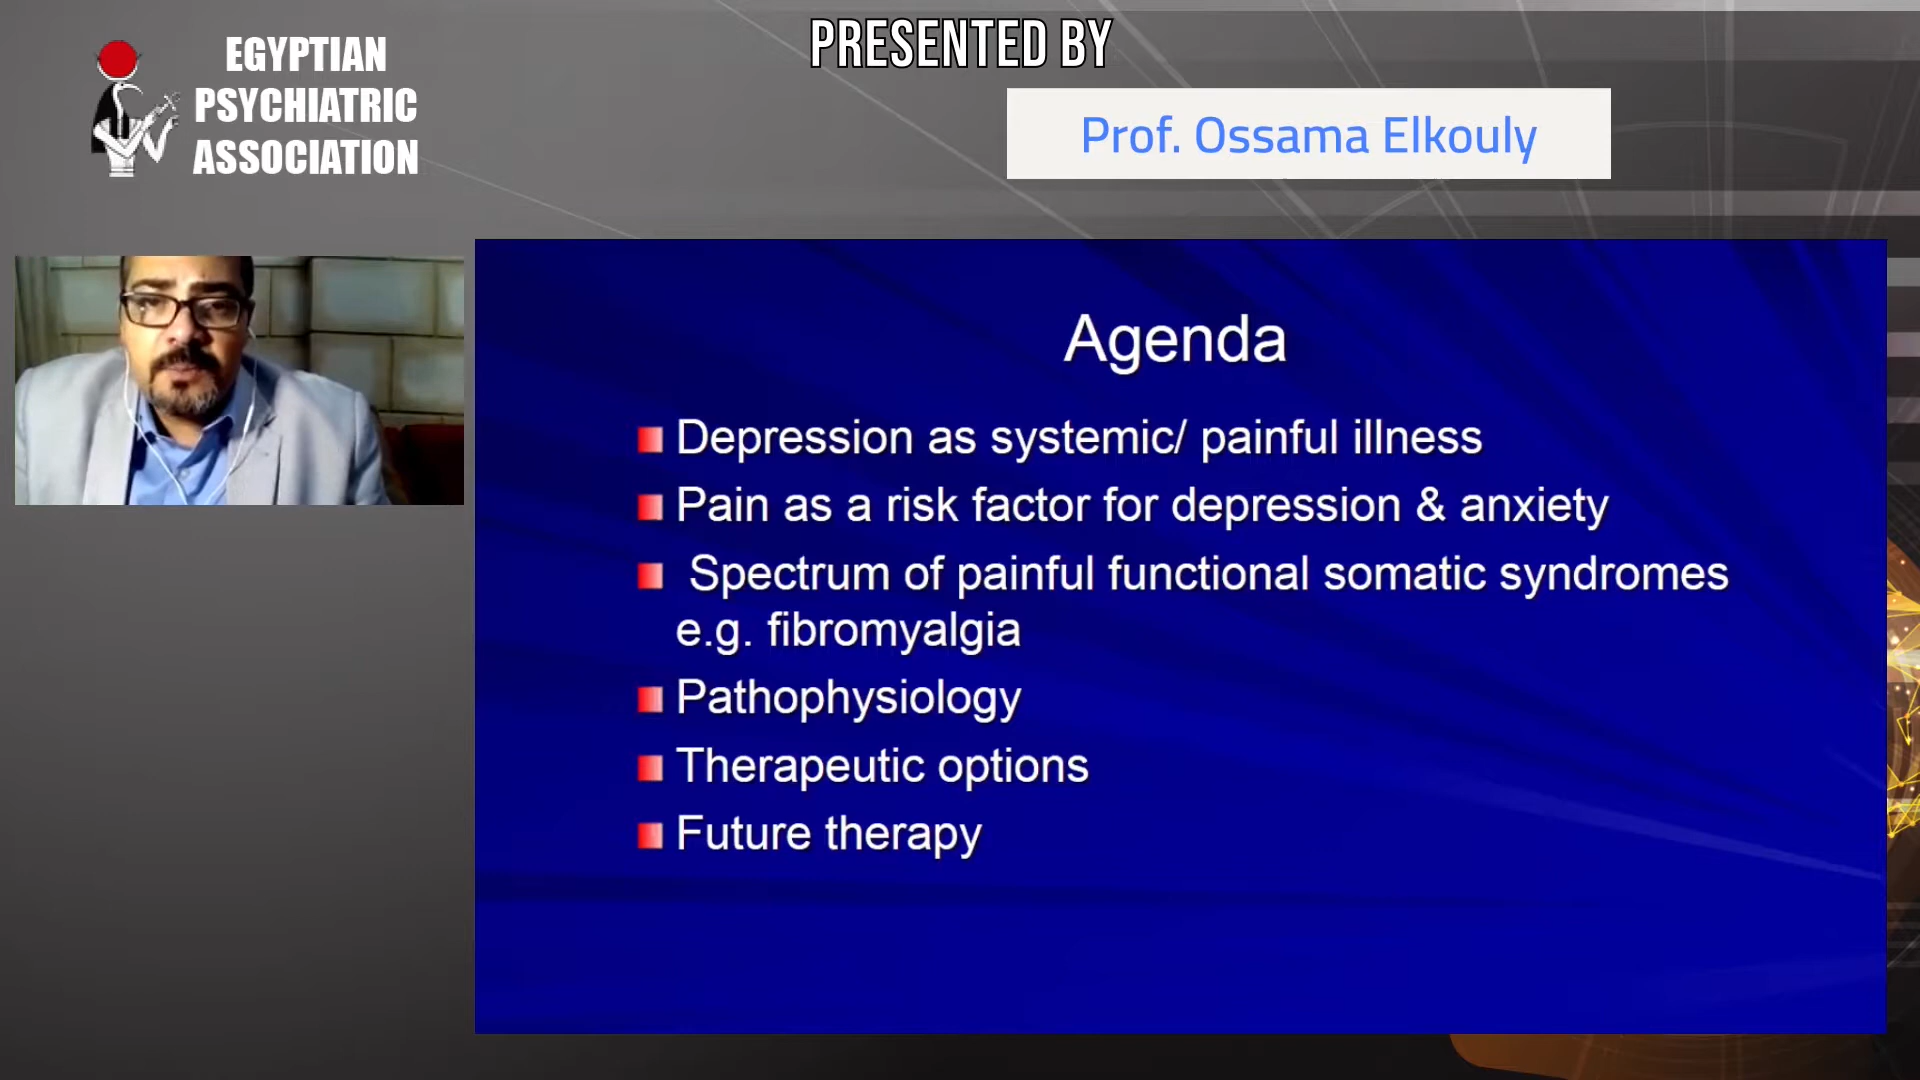 EGYPTIAN
PSYCHIATRIC
ASSOCIATION
PRESENTED BY
Prof. Ossama Elkouly
Agenda
Depression as systemic/ painful illness
Pain as a risk factor for depression & anxiety
Spectrum of painful functional somatic syndromes
e.g. fibromyalgia
Pathophysiology
Therapeutic options
Future therapy